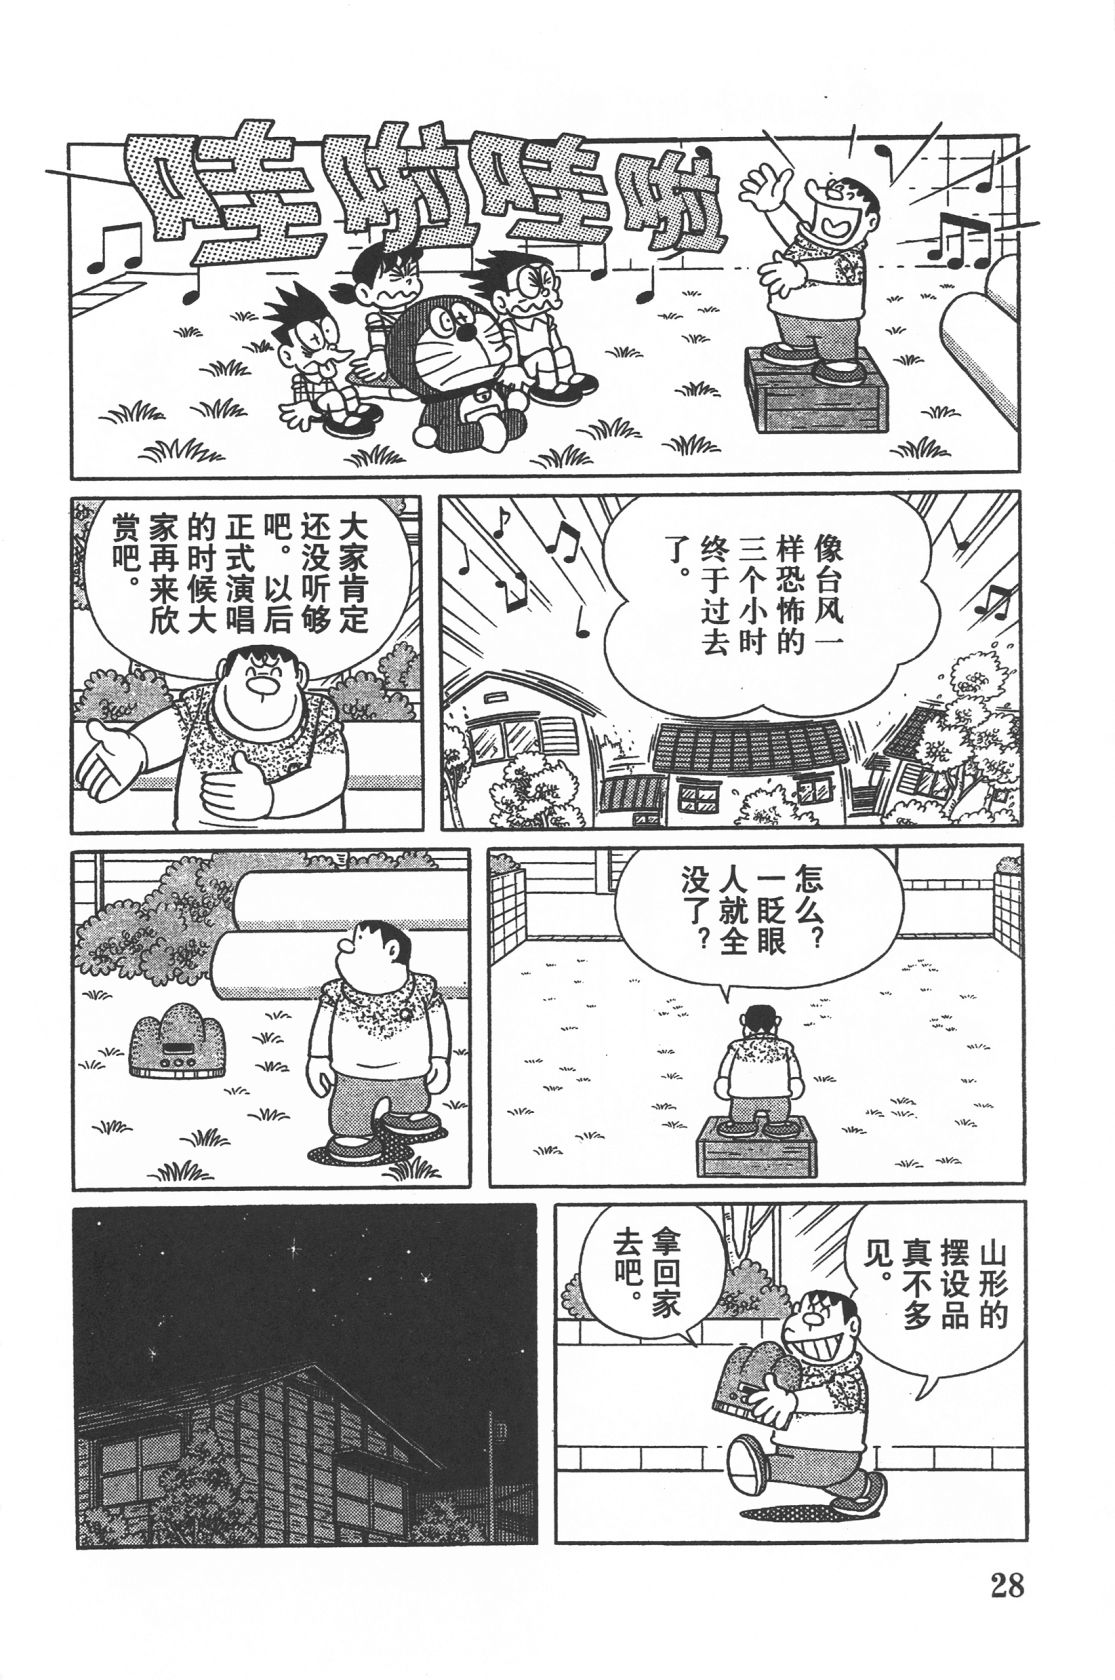 哇啦哇啦
像台风一
样恐怖的
三个小时
终于过去
了。
大家肯定
还没听够
吧。以后
正式演唱
的时候大
家再来欣
赏吧。
怎么?
一眨眼
人就全
没了?
山形的
摆设品
真不多
见。
拿回家
去吧。
28